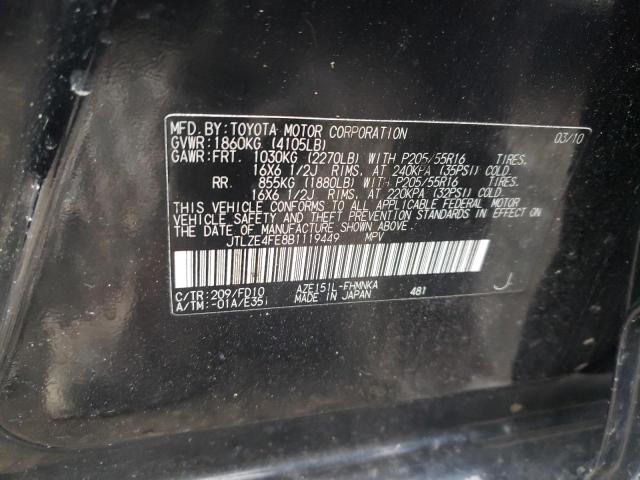 MFD. BY: TOYOTA MOTOR CORPORATION 03/10
GVWR: 1860KG (4105LB)
GAWR: FRT. 1030KG (2270LB) WITH P205/55R16 TIRES.
16X6 1/2J RIMS. AT 240KPA (35PSI) COLD.
RR. 855KG (1880LB) WITH P205/55R16 TIRES.
16X6 1/2J RIMS. AT 220KPA (32PSI) COLD.
THIS VEHICLE CONFORMS TO ALL APPLICABLE FEDERAL MOTOR
VEHICLE SAFETY AND THEFT PREVENTION STANDARDS IN EFFECT ON
THE DATE OF MANUFACTURE SHOWN ABOVE.
JTLZE4FE8B1119449 MPV
C/TR: 209/FD10 AZE151L-FHMNKA
A/TM: -01A/E351 MADE IN JAPAN 481 J